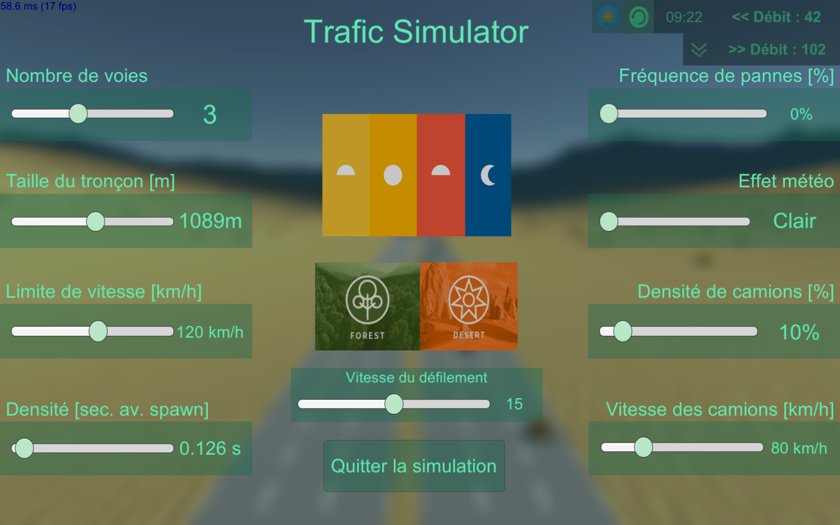 58.6 ms (17 fps)
Trafic Simulator
09:22
<< Débit : 42
>> Débit : 102
Nombre de voies
3
Taille du tronçon [m]
1089m
Limite de vitesse [km/h]
120 km/h
Densité [sec. av. spawn]
0.126 s
FOREST
DESERT
Vitesse du défilement
15
Quitter la simulation
Fréquence de pannes [%]
0%
Effet météo
Clair
Densité de camions [%]
10%
Vitesse des camions [km/h]
80 km/h